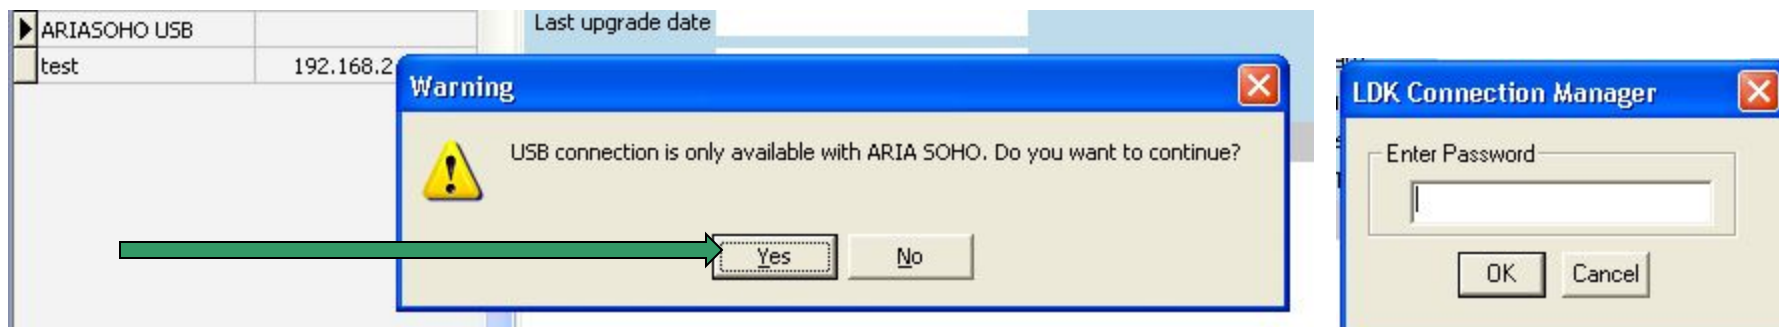 ARIASOHO USB
test 192.168.2
Last upgrade date
Warning
USB connection is only available with ARIA SOHO. Do you want to continue?
Yes No
LDK Connection Manager
Enter Password
OK Cancel